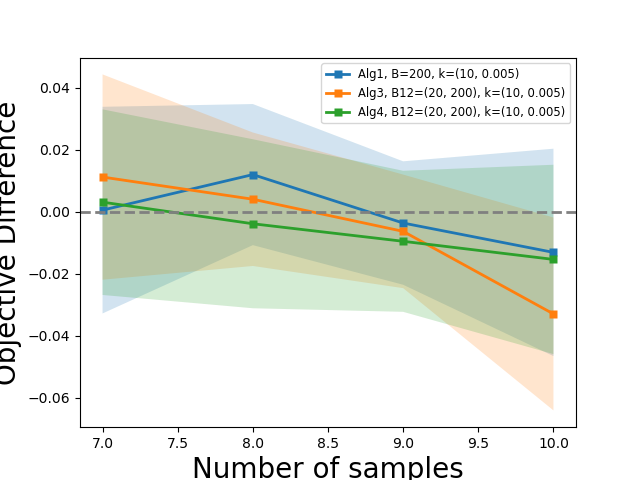 Alg1, B=200, k=(10, 0.005)
Alg3, B12=(20, 200), k=(10, 0.005)
Alg4, B12=(20, 200), k=(10, 0.005)
0.04
0.02
0.00
−0.02
−0.04
−0.06
Objective Difference
7.0 7.5 8.0 8.5 9.0 9.5 10.0
Number of samples